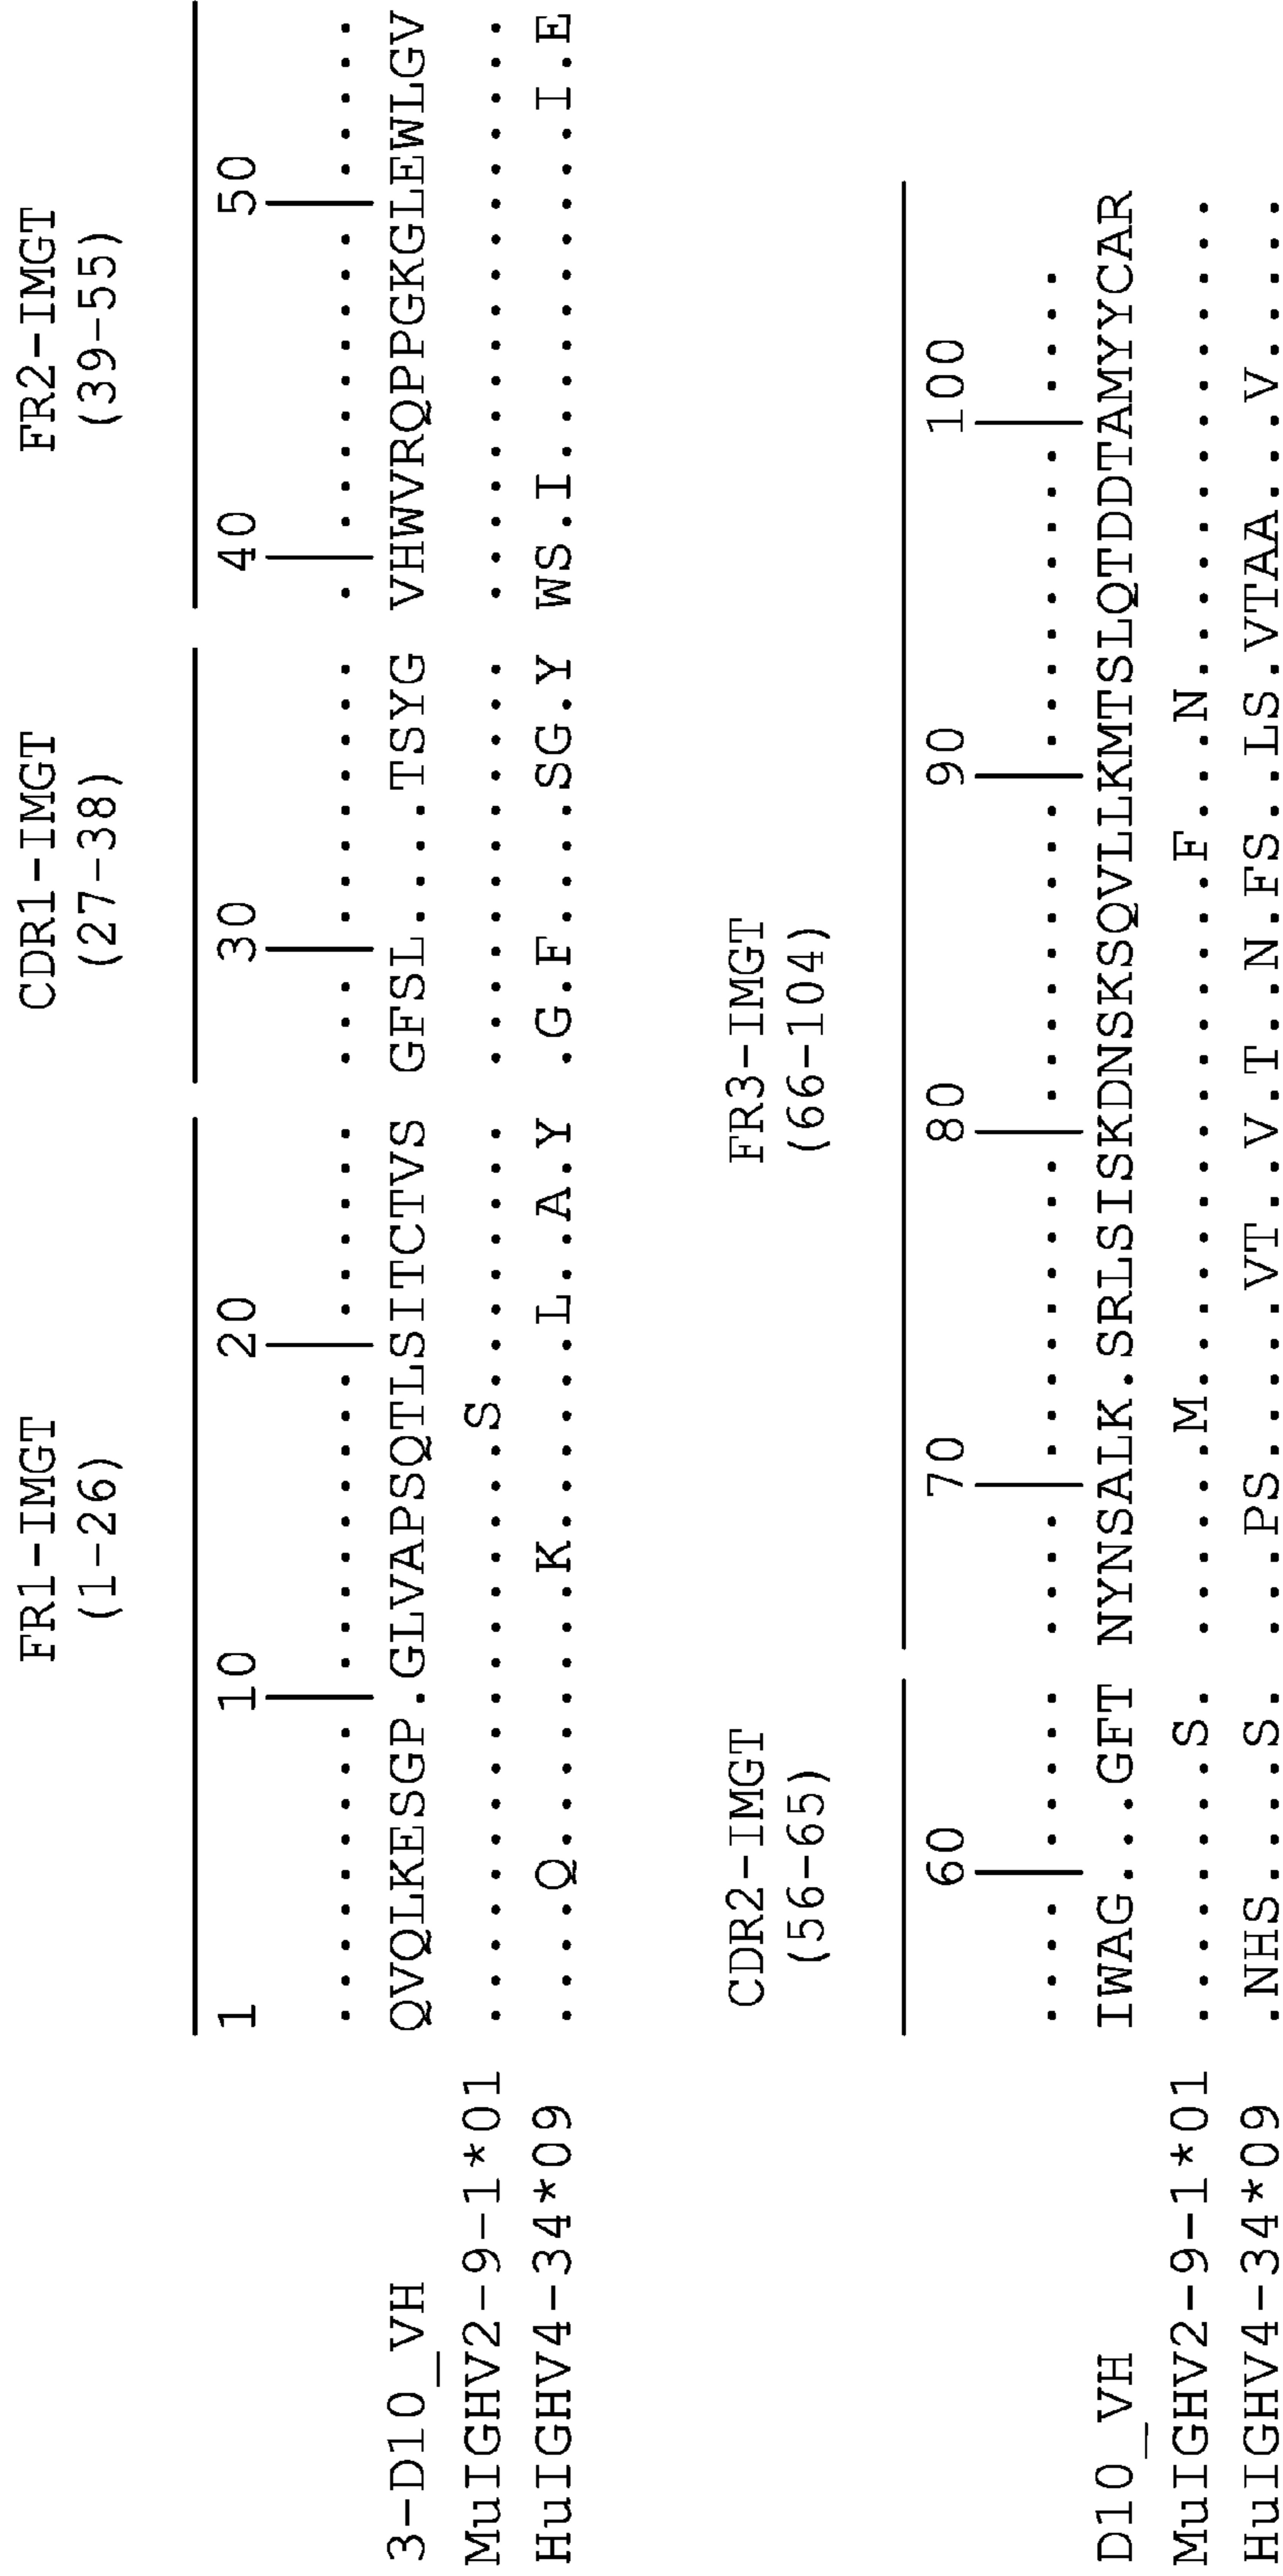 FR1-IMGT CDR1-IMGT FR2-IMGT
(1-26) (27-38) (39-55)
1 10 20 30 40 50
.........|.........|...... ...|........ .|.........|.....
3-D10_VH QVQLKESGP.GLVAPSQTLSITCTVS GFSL....TSYG VHWVRQPPGKGLEWLGV
MuIGHV2-9-1*01 .................S........ ............ .................
HuIGHV4-34*09 ....Q........K......L..A.Y .G.F....SG.Y WS.I..........I.E
CDR2-IMGT FR3-IMGT
(56-65) (66-104)
60 70 80 90 100
....|..... ....|.........|.........|.........|....
D10_VH IWAG...GFT NYNSALK.SRLSISKDNSKSQVLLKMTSLQTDDTAMYYCAR
MuIGHV2-9-1*01 ........S. ......M...............F...N..............
HuIGHV4-34*09 .NHS....S. ...PS.....VT..V.T..N.FS..LS.VTAA...V.....